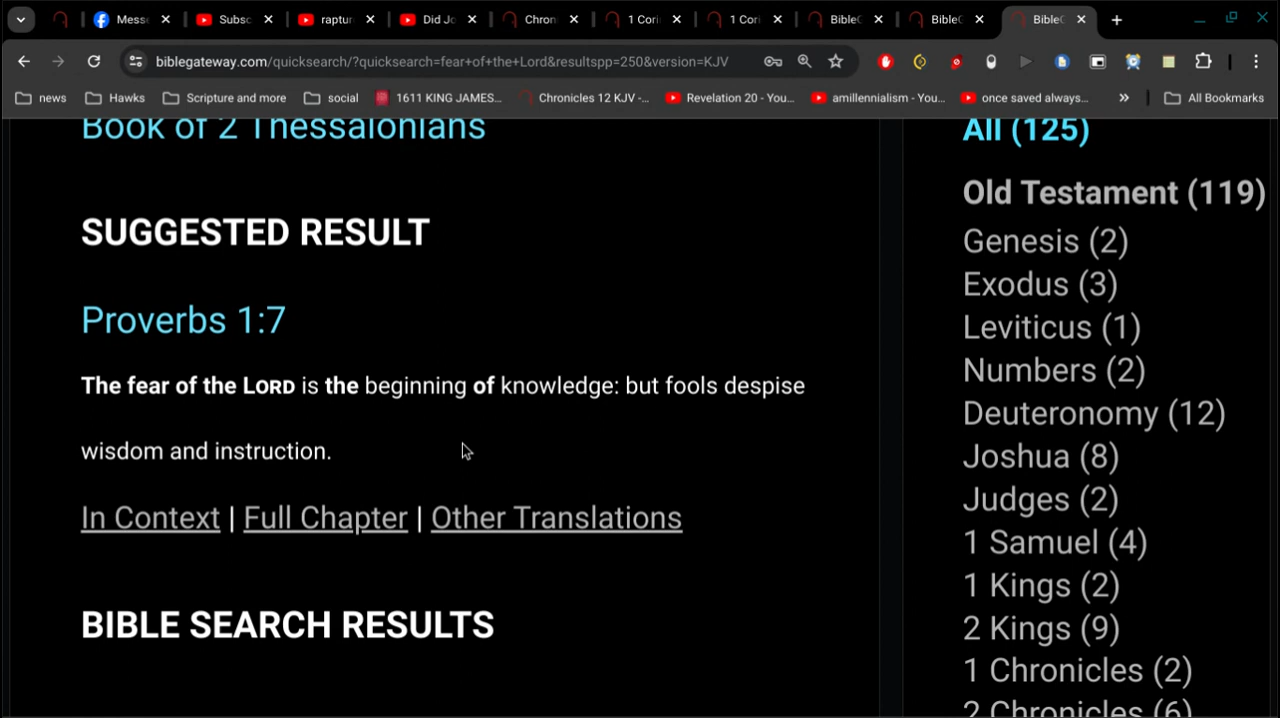 Mess
Subsc
raptur
Did Jo
Chron
1 Cori
1 Cori
BibleG
BibleG
BibleG
biblegateway.com/quicksearch/?quicksearch=fear+of+the+Lord&resultspp=250&version=KJV
news
Hawks
Scripture and more
social
1611 KING JAMES...
Chronicles 12 KJV -...
Revelation 20 - You...
amillennialism - You...
once saved always...
»
All Bookmarks
Book of 2 Thessalonians
SUGGESTED RESULT
Proverbs 1:7
The fear of the LORD is the beginning of knowledge: but fools despise
wisdom and instruction.
In Context | Full Chapter | Other Translations
BIBLE SEARCH RESULTS
All (125)
Old Testament (119)
Genesis (2)
Exodus (3)
Leviticus (1)
Numbers (2)
Deuteronomy (12)
Joshua (8)
Judges (2)
1 Samuel (4)
1 Kings (2)
2 Kings (9)
1 Chronicles (2)
2 Chronicles (6)